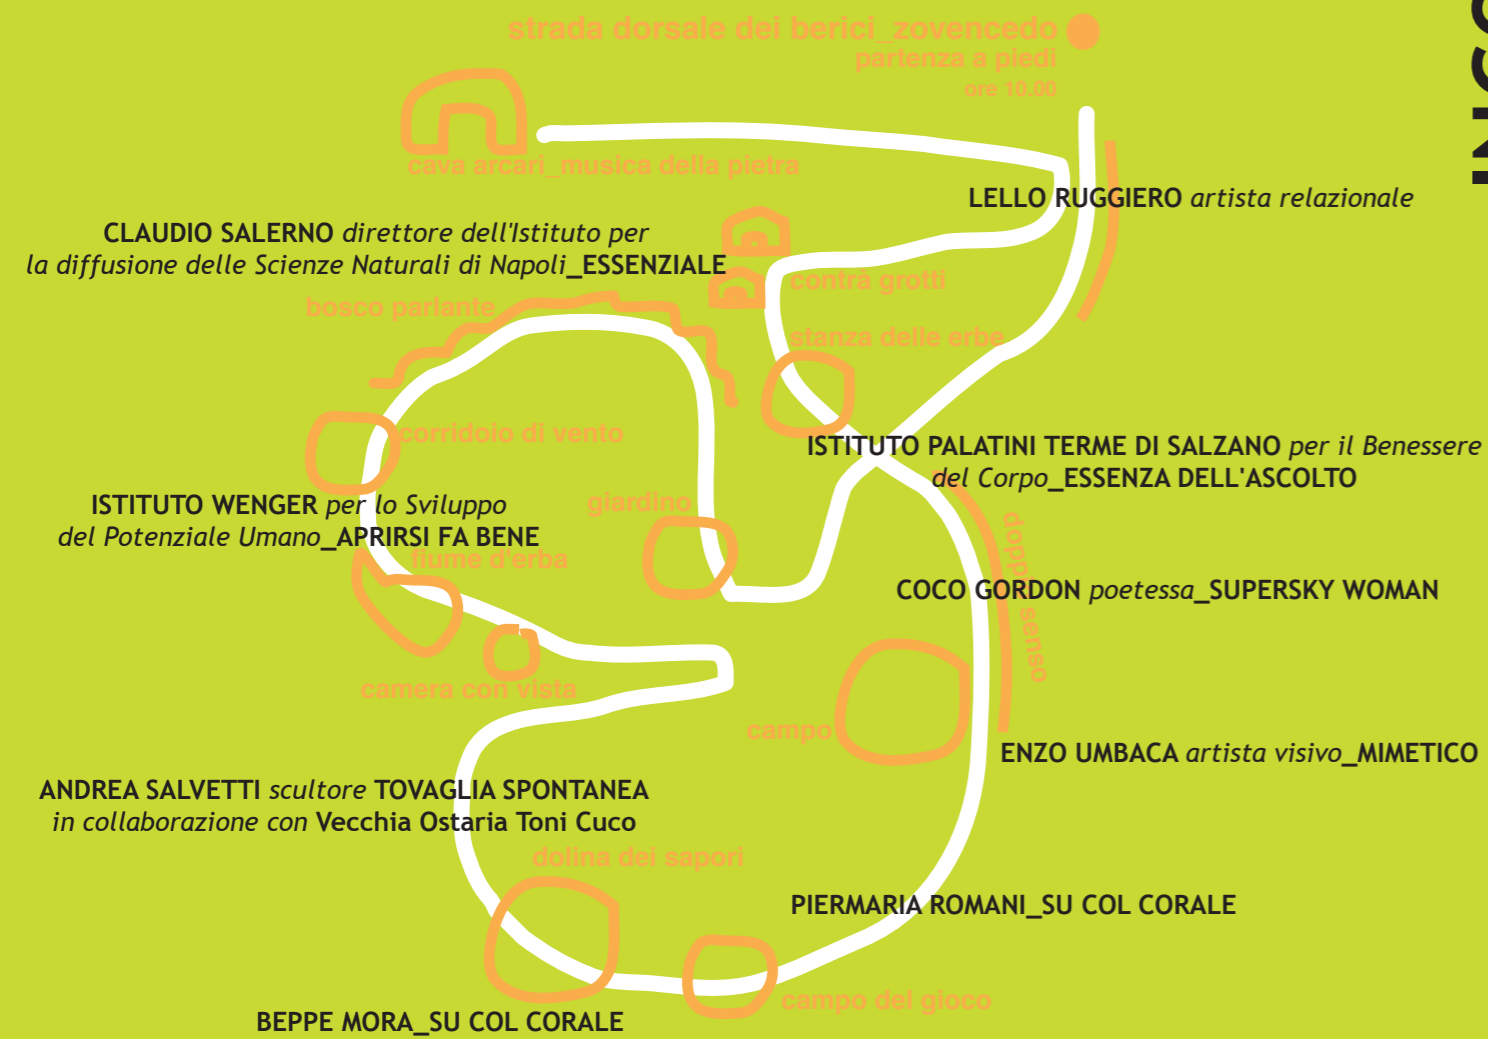 strada dorsale dei berici_zovencedo
partenza a piedi
ore 10.00
cava arcari_musica della pietra
LELLO RUGGIERO artista relazionale
CLAUDIO SALERNO direttore dell'Istituto per
la diffusione delle Scienze Naturali di Napoli_ESSENZIALE
contrà grotti
bosco parlante
stanza delle erbe
corridoio di vento
ISTITUTO PALATINI TERME DI SALZANO per il Benessere
del Corpo_ESSENZA DELL'ASCOLTO
giardino
ISTITUTO WENGER per lo Sviluppo
del Potenziale Umano_APRIRSI FA BENE
fiume d'erba
doppio senso
COCO GORDON poetessa_SUPERSKY WOMAN
camera con vista
campo
ENZO UMBACA artista visivo_MIMETICO
ANDREA SALVETTI scultore TOVAGLIA SPONTANEA
in collaborazione con Vecchia Ostaria Toni Cuco
dolina dei sapori
PIERMARIA ROMANI_SU COL CORALE
campo del gioco
BEPPE MORA_SU COL CORALE